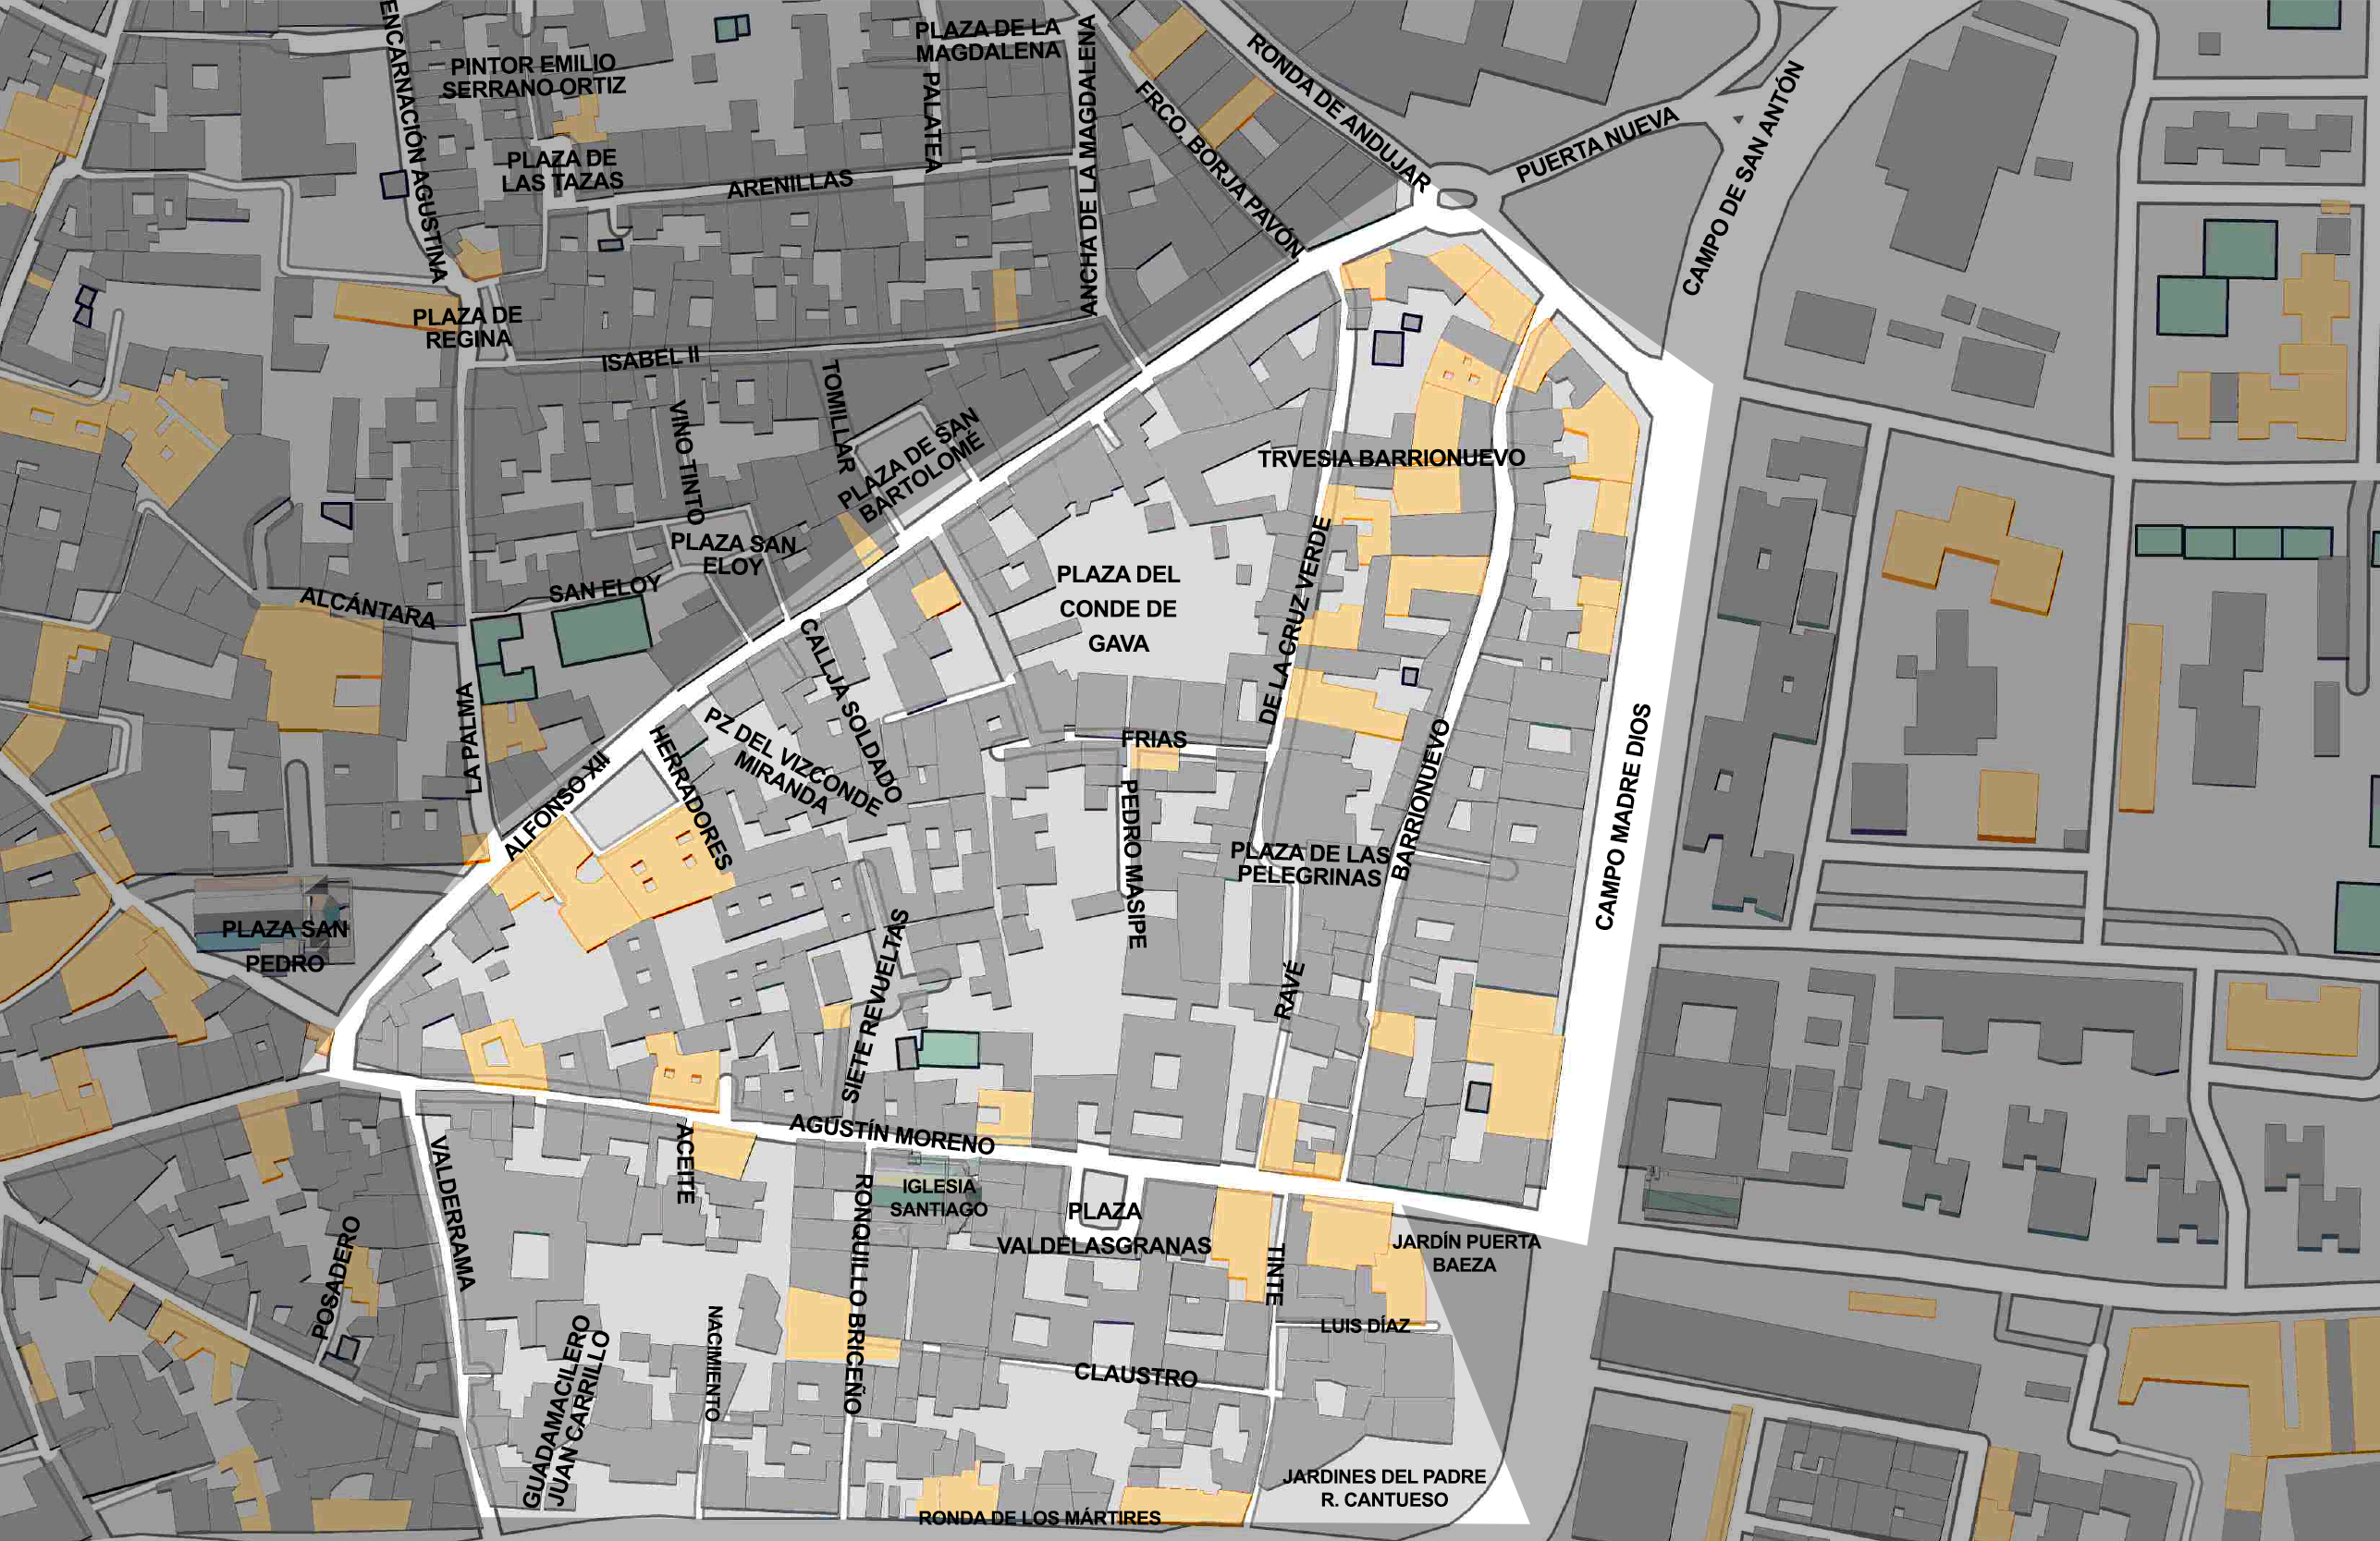 ENCARNACIÓN AGUSTINA
PINTOR EMILIO
SERRANO ORTIZ
PLAZA DE LA
MAGDALENA
PALATEA
ANCHA DE LA MAGDALENA
FRCO. BORJA PAVÓN
RONDA DE ANDUJAR
PUERTA NUEVA
CAMPO DE SAN ANTÓN
PLAZA DE
LAS TAZAS
ARENILLAS
PLAZA DE
REGINA
ISABEL II
VINO TINTO
TOMILLAR
PLAZA DE SAN
BARTOLOMÉ
TRVESIA BARRIONUEVO
PLAZA SAN
ELOY
SAN ELOY
ALCÁNTARA
PLAZA DEL
CONDE DE
GAVA
DE LA CRUZ VERDE
CALLJA SOLDADO
LA PALMA
PZ DEL VIZCONDE
MIRANDA
HERRADORES
ALFONSO XII
FRIAS
PEDRO MASIPE
BARRIONUEVO
CAMPO MADRE DIOS
PLAZA DE LAS
PELEGRINAS
PLAZA SAN
PEDRO
SIETE REVUELTAS
RAVÉ
AGUSTÍN MORENO
ACEITE
VALDERRAMA
IGLESIA
SANTIAGO
RONQUILLO BRICEÑO
PLAZA
VALDELASGRANAS
TINTE
JARDÍN PUERTA
BAEZA
POSADERO
LUIS DÍAZ
NACIMIENTO
GUADAMACILERO
JUAN CARRILLO
CLAUSTRO
JARDINES DEL PADRE
R. CANTUESO
RONDA DE LOS MÁRTIRES